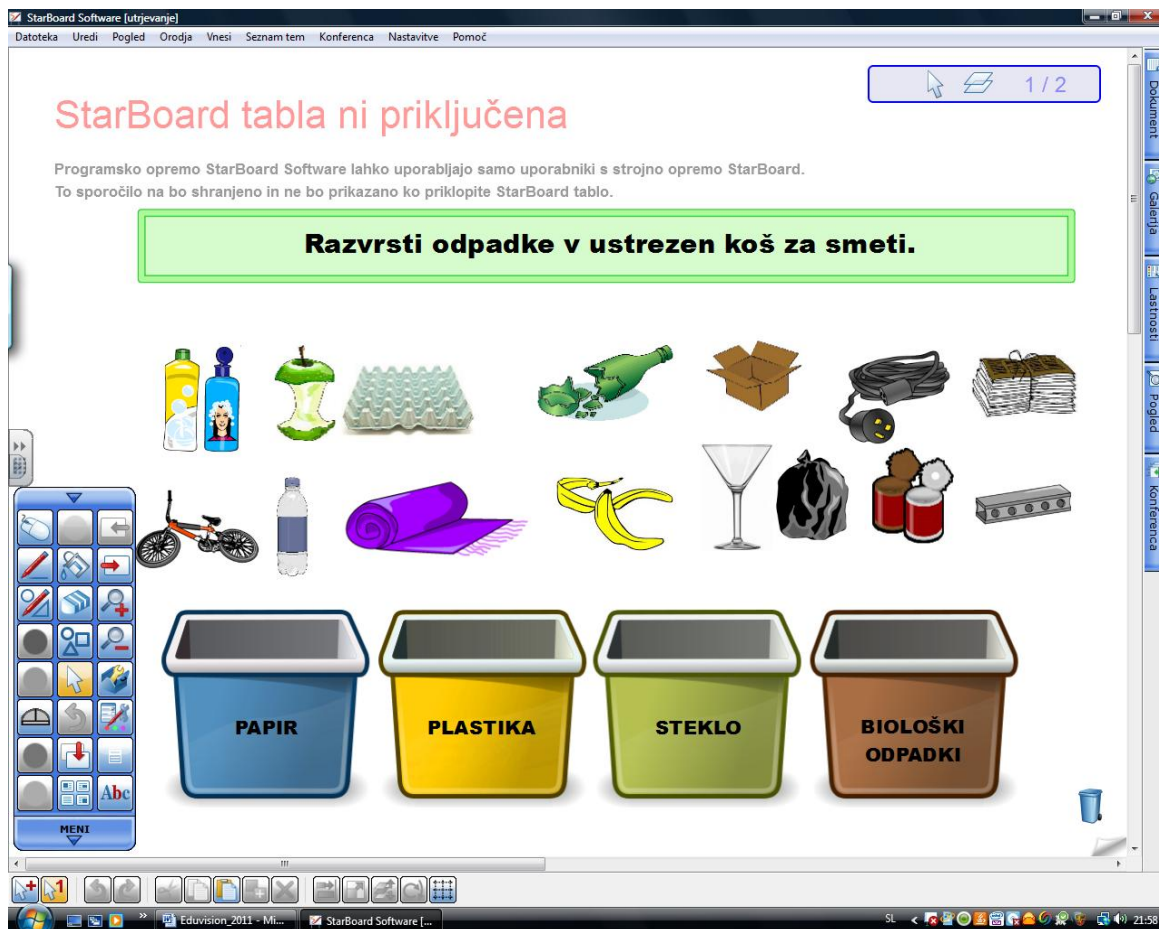 StarBoard Software [utrjevanje]
Datoteka Uredi Pogled Orodja Vnesi Seznam tem Konferenca Nastavitve Pomoč
1 / 2
StarBoard tabla ni priključena
Programsko opremo StarBoard Software lahko uporabljajo samo uporabniki s strojno opremo StarBoard.
To sporočilo na bo shranjeno in ne bo prikazano ko priklopite StarBoard tablo.
Razvrsti odpadke v ustrezen koš za smeti.
PAPIR
PLASTIKA
STEKLO
BIOLOŠKI
ODPADKI
Dokument
Galerija
Lastnosti
Pogled
Konferenca
Abc
MENI
1
Eduvision_2011 - Mi...
StarBoard Software [...
SL
21:58